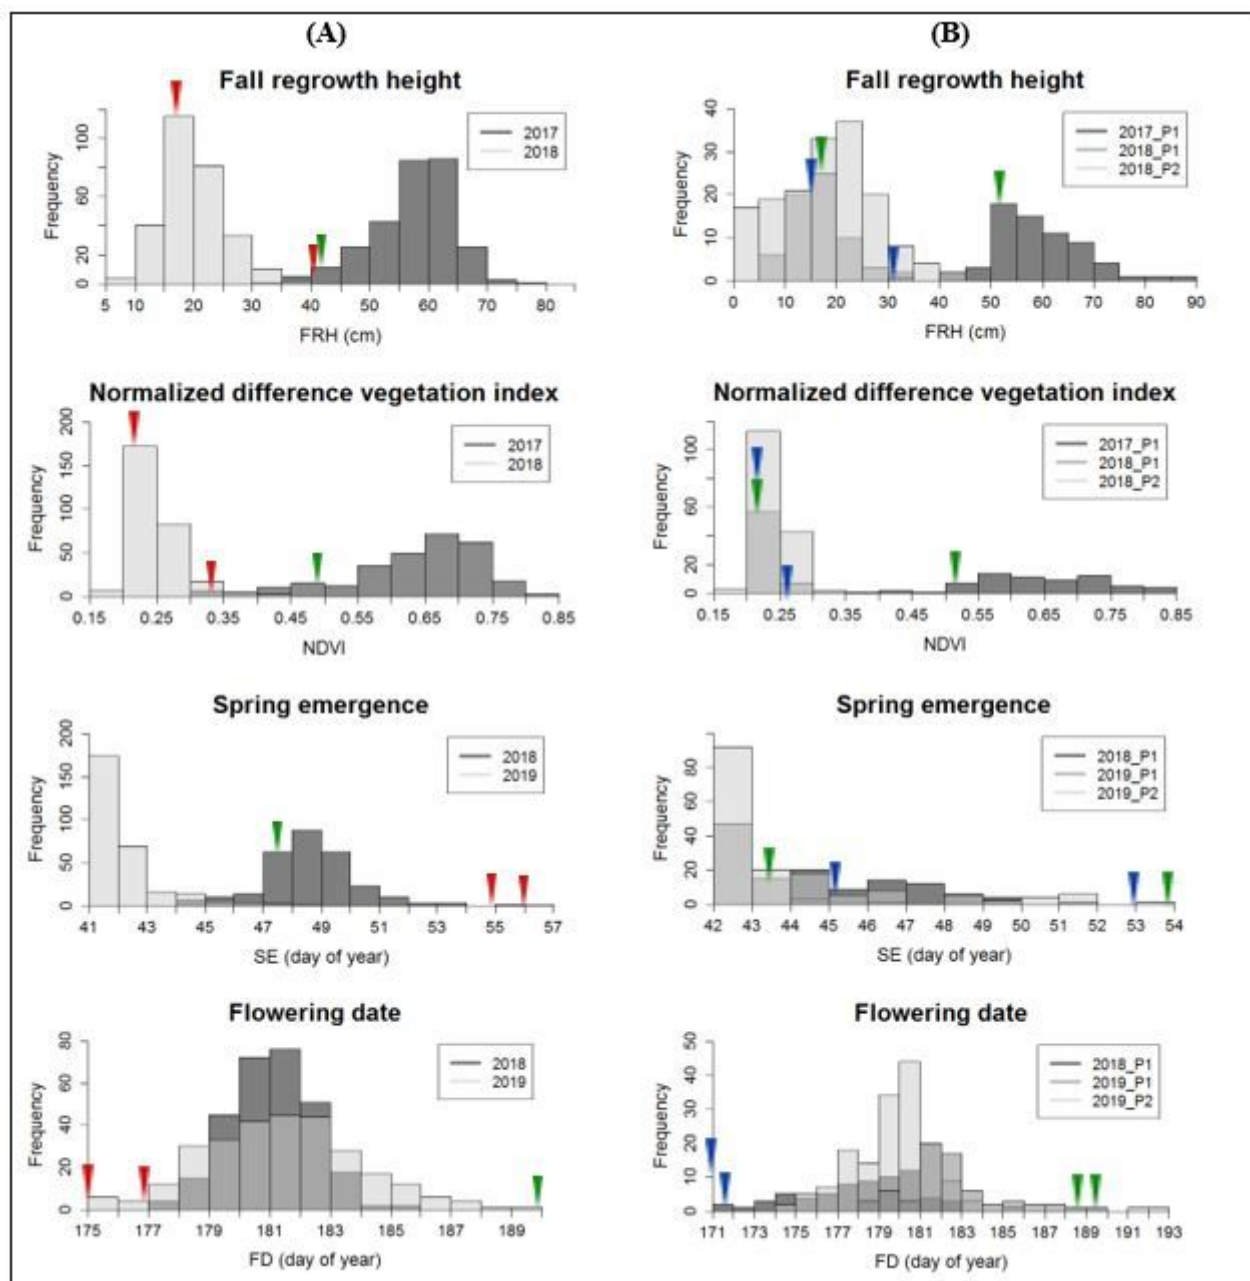 (A)
Fall regrowth height
Frequency
0 20 60 100
2017
2018
5 10 20 30 40 50 60 70 80
FRH (cm)
Normalized difference vegetation index
Frequency
0 50 100 150 200
2017
2018
0.15 0.25 0.35 0.45 0.55 0.65 0.75 0.85
NDVI
Spring emergence
Frequency
0 50 100 150 200
2018
2019
41 43 45 47 49 51 53 55 57
SE (day of year)
Flowering date
Frequency
0 20 40 60 80
2018
2019
175 177 179 181 183 185 187 189
FD (day of year)
(B)
Fall regrowth height
Frequency
0 10 20 30 40
2017_P1
2018_P1
2018_P2
0 10 20 30 40 50 60 70 80 90
FRH (cm)
Normalized difference vegetation index
Frequency
0 20 60 100
2017_P1
2018_P1
2018_P2
0.15 0.25 0.35 0.45 0.55 0.65 0.75 0.85
NDVI
Spring emergence
Frequency
0 20 40 60 80
2018_P1
2019_P1
2019_P2
42 43 44 45 46 47 48 49 50 51 52 53 54
SE (day of year)
Flowering date
Frequency
0 10 20 30 40 50
2018_P1
2019_P1
2019_P2
171 173 175 177 179 181 183 185 187 189 191 193
FD (day of year)